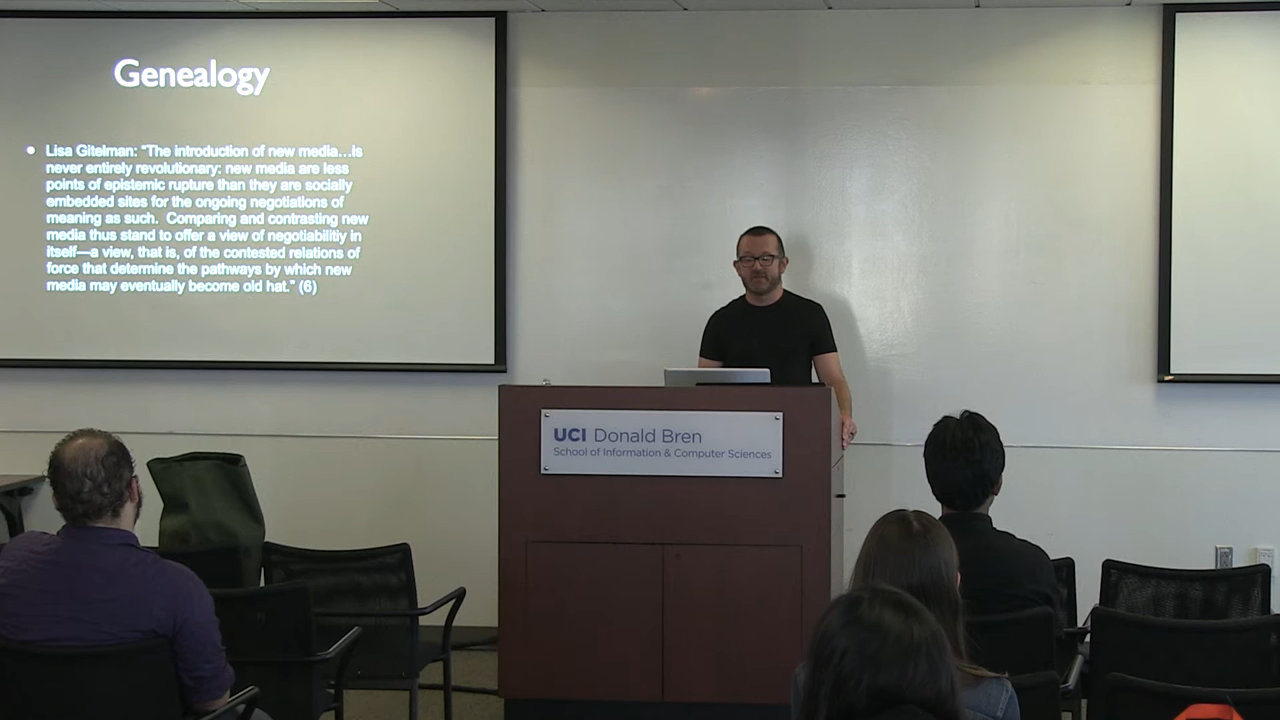 Genealogy
• Lisa Gitelman: “The introduction of new media…is
never entirely revolutionary: new media are less
points of epistemic rupture than they are socially
embedded sites for the ongoing negotiations of
meaning as such.  Comparing and contrasting new
media thus stand to offer a view of negotiabilitiy in
itself—a view, that is, of the contested relations of
force that determine the pathways by which new
media may eventually become old hat.” (6)
UCI Donald Bren
School of Information & Computer Sciences